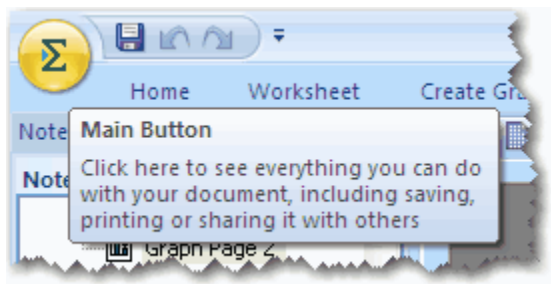 Σ
Home Worksheet Create Gr
Note
Main Button
Note
Click here to see everything you can do
with your document, including saving,
printing or sharing it with others
Graph Page 2